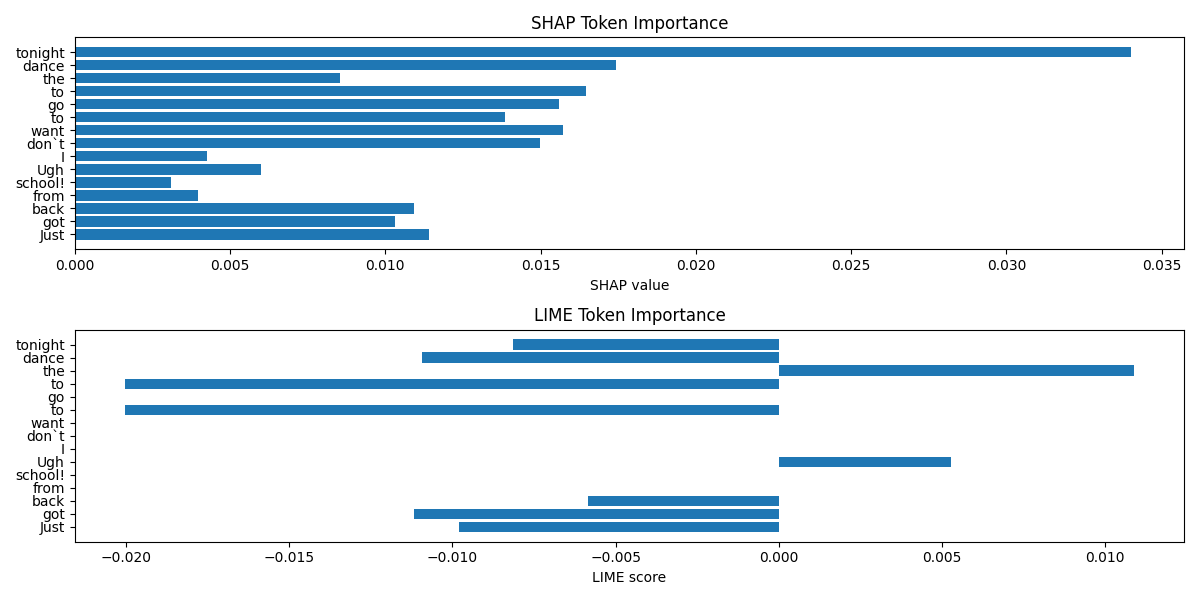 SHAP Token Importance
tonight
dance
the
to
go
to
want
don`t
I
Ugh
school!
from
back
got
Just
0.000 0.005 0.010 0.015 0.020 0.025 0.030 0.035
SHAP value
LIME Token Importance
tonight
dance
the
to
go
to
want
don`t
I
Ugh
school!
from
back
got
Just
−0.020 −0.015 −0.010 −0.005 0.000 0.005 0.010
LIME score